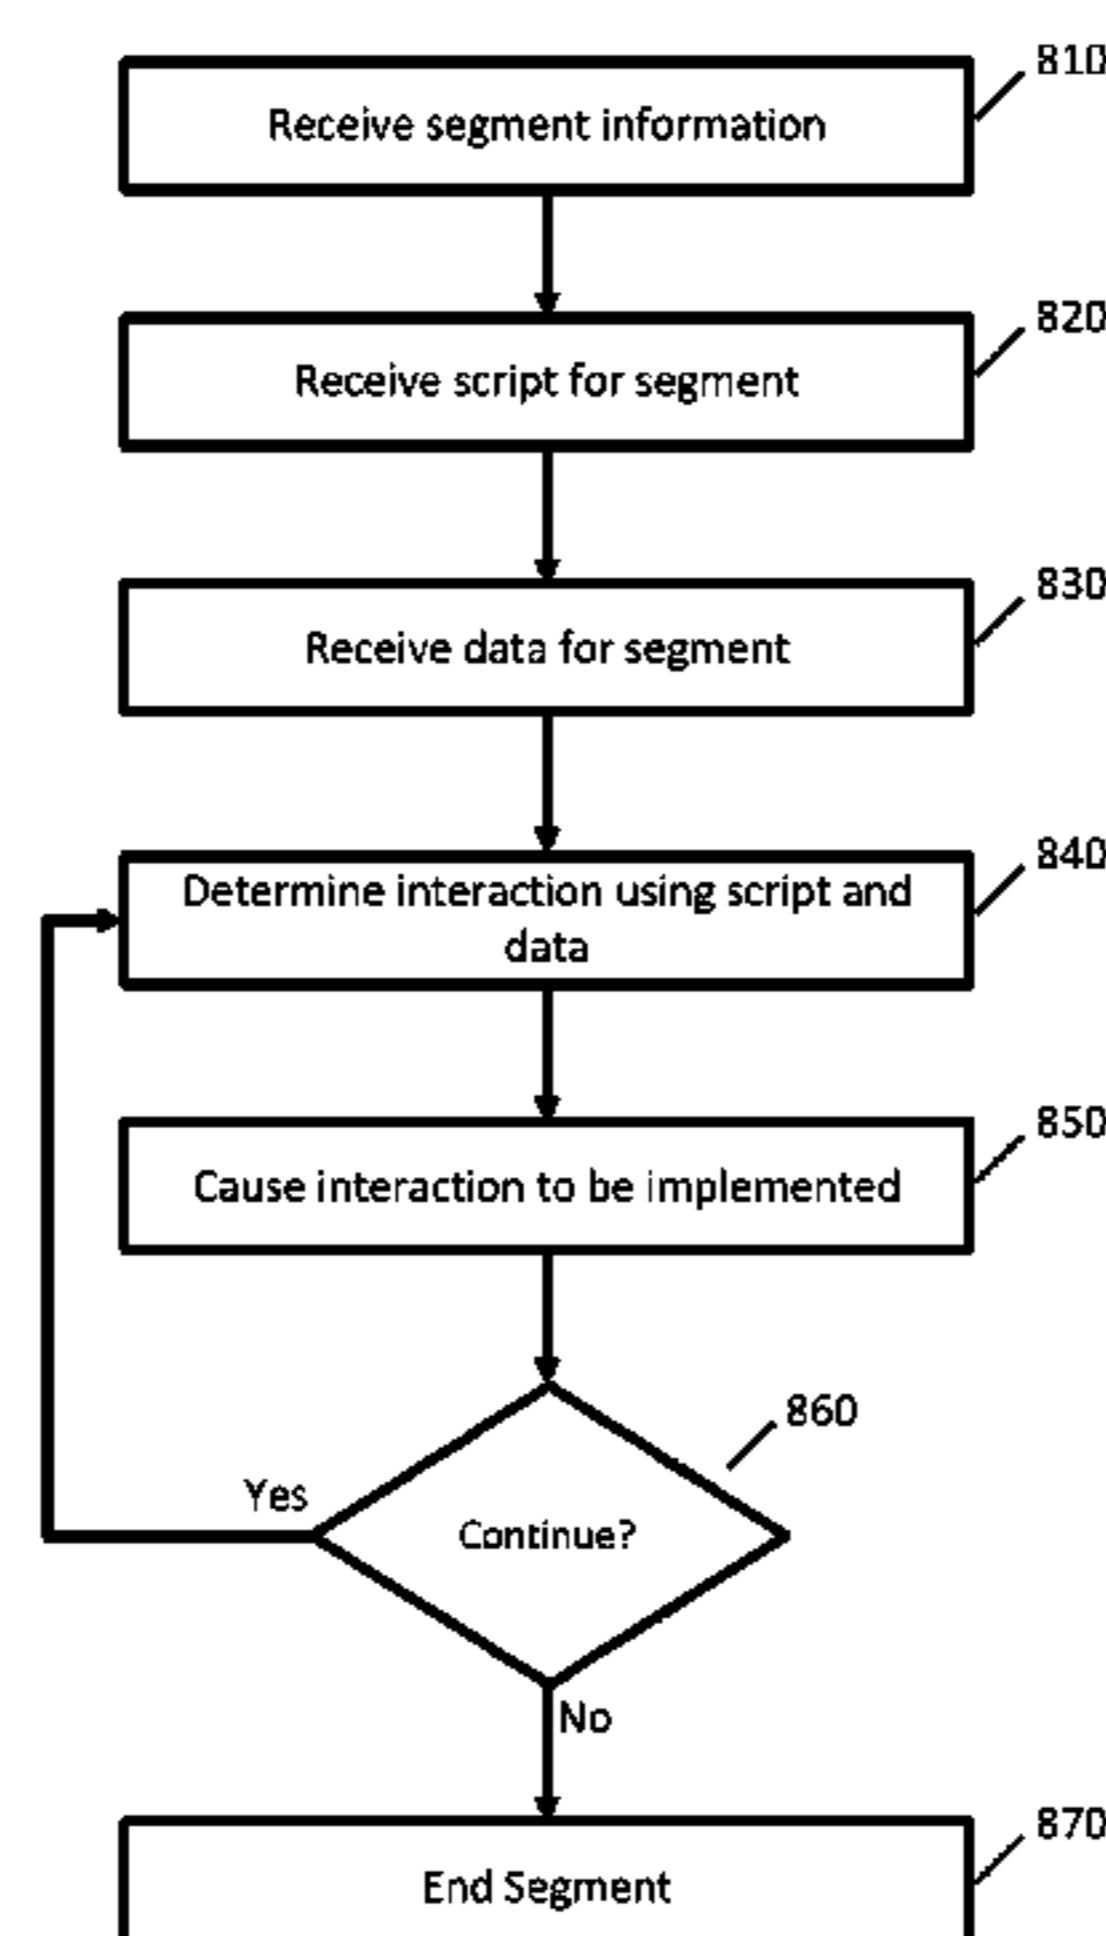 810
Receive segment information
820
Receive script for segment
830
Receive data for segment
840
Determine interaction using script and
data
850
Cause interaction to be implemented
860
Yes
Continue?
No
870
End Segment